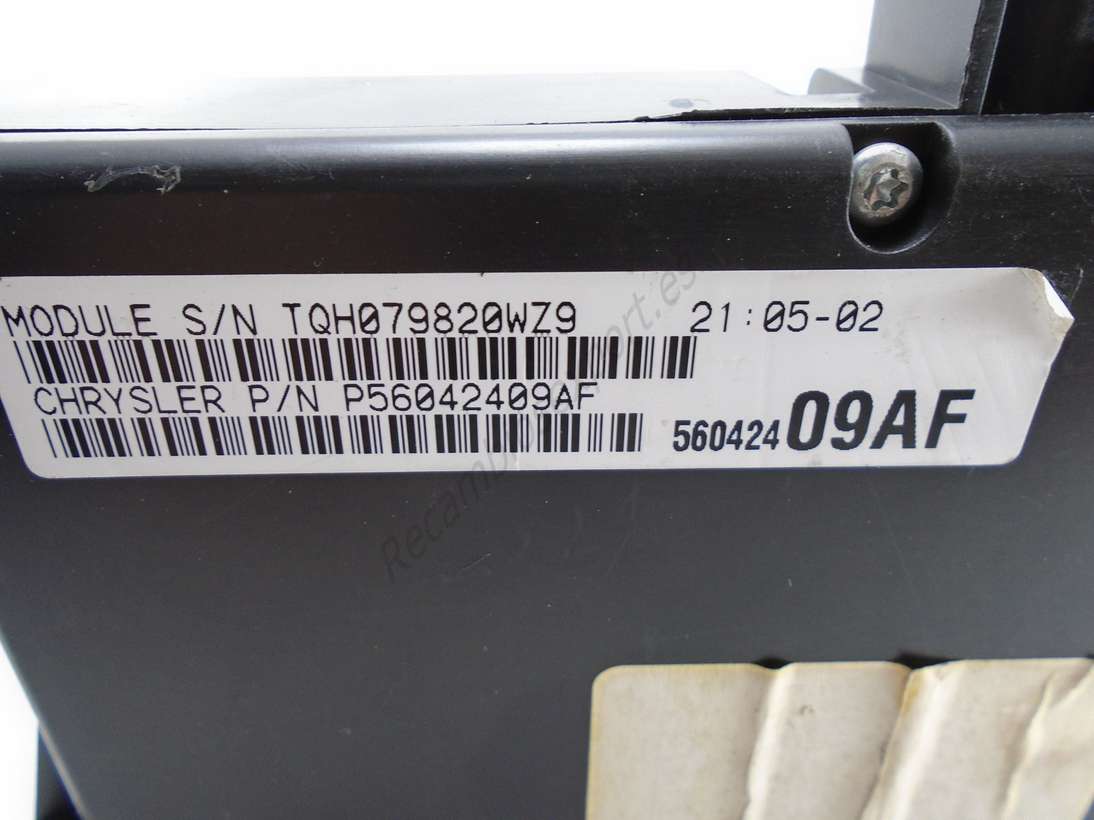 MODULE S/N TQH079820WZ9 21:05-02
CHRYSLER P/N P56042409AF
56042409AF